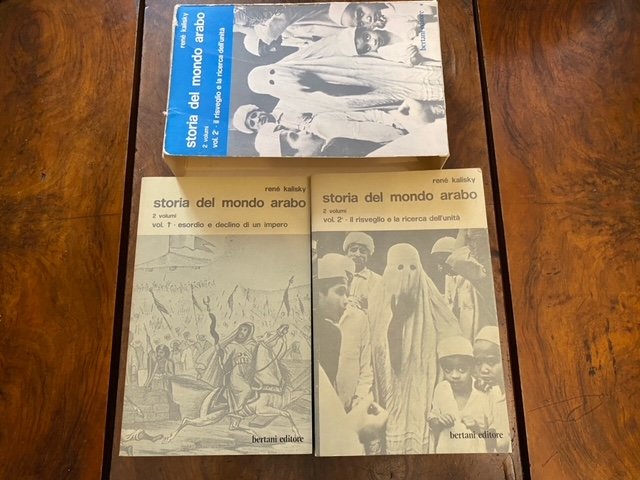 rené kalisky
storia del mondo arabo
2 volumi
vol. 2° · il risveglio e la ricerca dell'unità
bertani editore
rené kalisky
storia del mondo arabo
2 volumi
vol. 1° · esordio e declino di un impero
bertani editore
rené kalisky
storia del mondo arabo
2 volumi
vol. 2° · il risveglio e la ricerca dell'unità
bertani editore